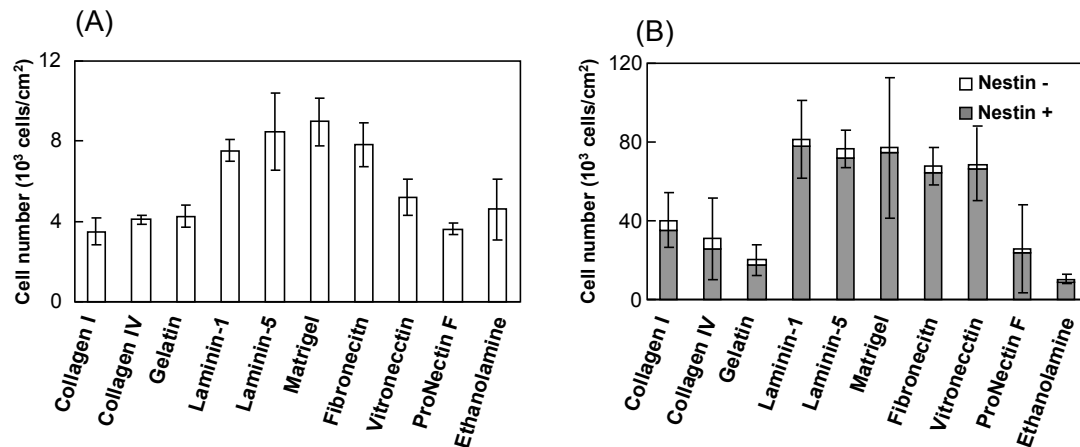 (A)
Cell number (10³ cells/cm²)
12
8
4
0
Collagen I
Collagen IV
Gelatin
Laminin-1
Laminin-5
Matrigel
Fibronecitn
Vitronecctin
ProNectin F
Ethanolamine
(B)
Cell number (10³ cells/cm²)
120
80
40
0
Nestin -
Nestin +
Collagen I
Collagen IV
Gelatin
Laminin-1
Laminin-5
Matrigel
Fibronecitn
Vitronecctin
ProNectin F
Ethanolamine